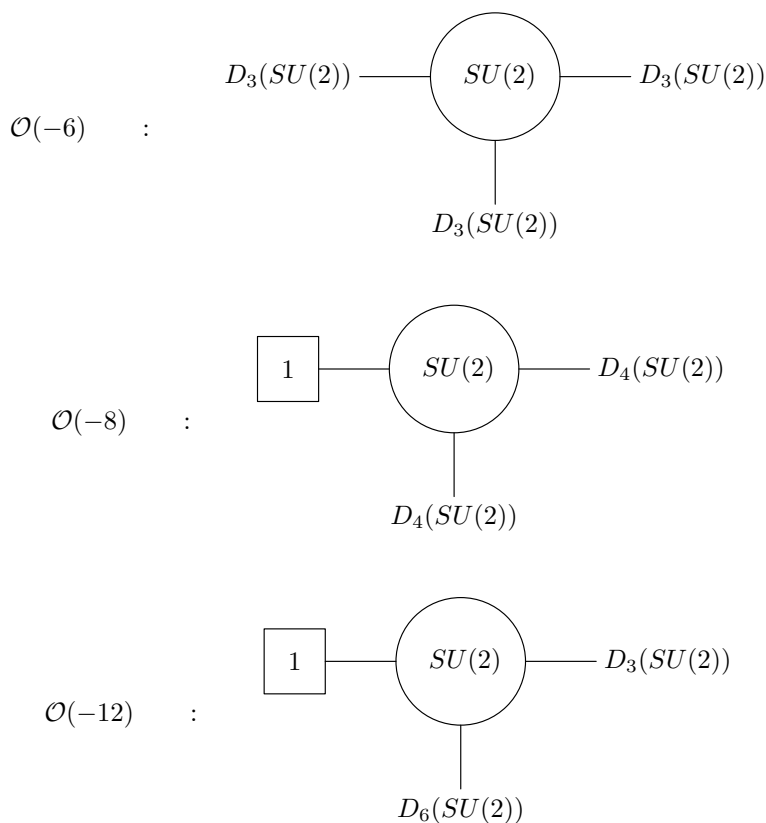 D_3(SU(2)) SU(2) D_3(SU(2))
𝒪(−6) :
D_3(SU(2))
1 SU(2) D_4(SU(2))
𝒪(−8) :
D_4(SU(2))
1 SU(2) D_3(SU(2))
𝒪(−12) :
D_6(SU(2))